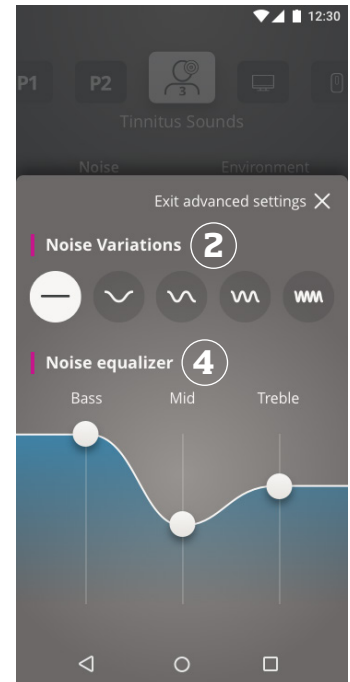 12:30
P1 P2 3
Tinnitus Sounds
Noise Environment
Exit advanced settings
Noise Variations 2
Noise equalizer 4
Bass Mid Treble